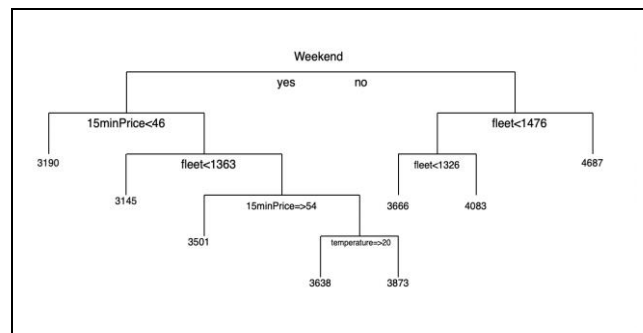 Weekend
yes no
15minPrice<46 fleet<1476
3190 fleet<1363 fleet<1326 4687
3145 15minPrice=>54 3666 4083
3501 temperature=>20
3638 3873